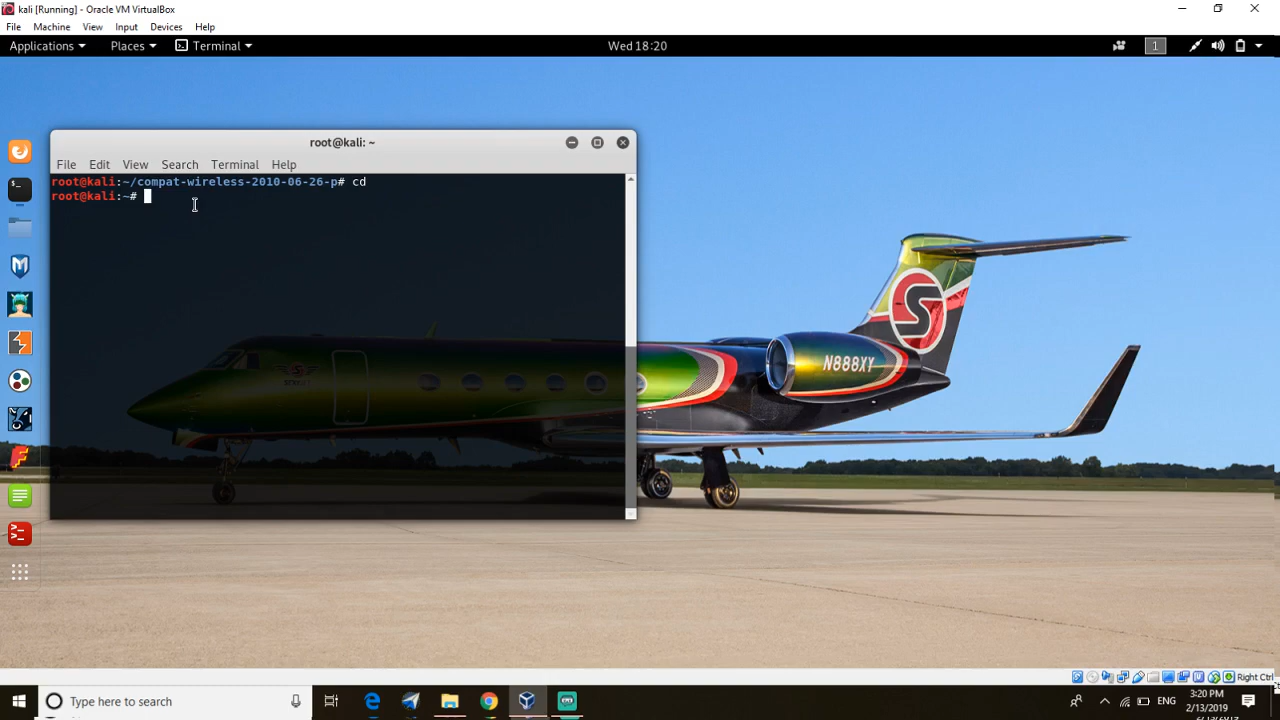 kali [Running] - Oracle VM VirtualBox
File Machine View Input Devices Help
Applications Places Terminal Wed 18:20 1
root@kali: ~
File Edit View Search Terminal Help
root@kali:~/compat-wireless-2010-06-26-p# cd
root@kali:~#
S
N888XY
Right Ctrl
Type here to search
ENG
3:20 PM
2/13/2019